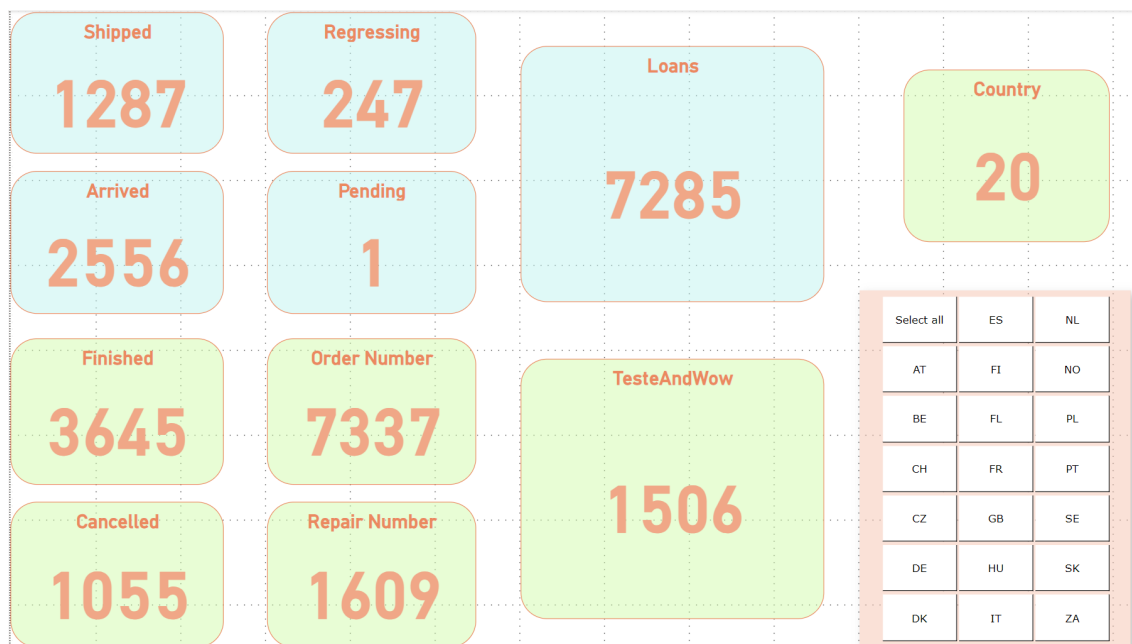 Shipped
1287
Regressing
247
Loans
7285
Country
20
Arrived
2556
Pending
1
Finished
3645
Order Number
7337
TesteAndWow
1506
Cancelled
1055
Repair Number
1609
Select all ES NL
AT FI NO
BE FL PL
CH FR PT
CZ GB SE
DE HU SK
DK IT ZA